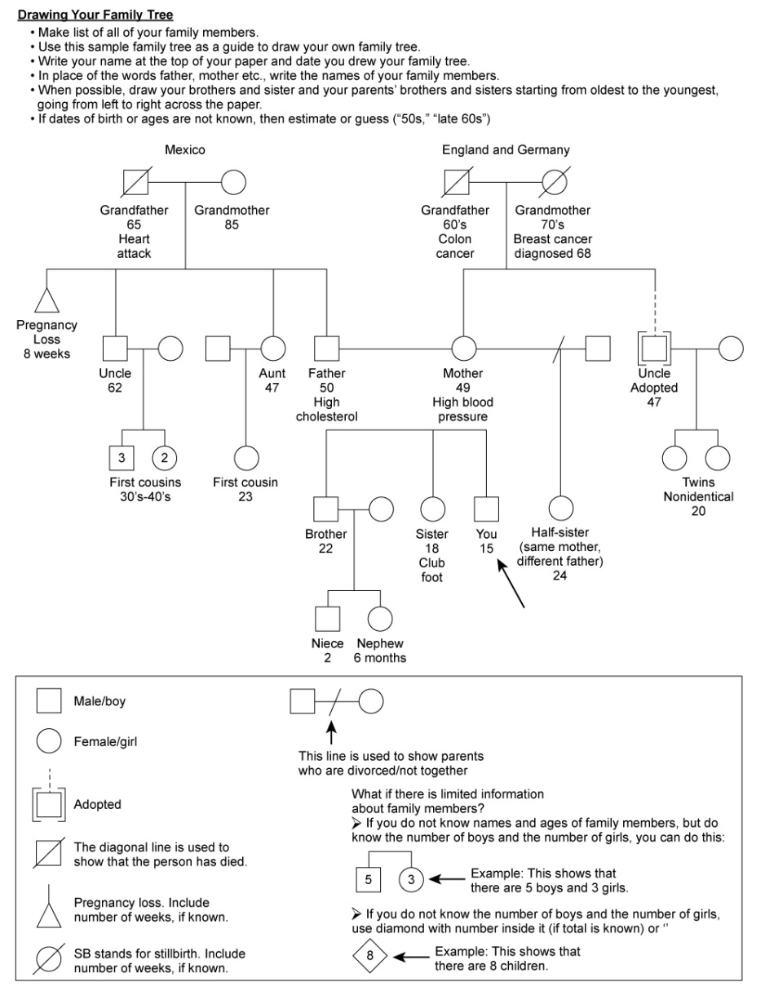 Drawing Your Family Tree
• Make list of all of your family members.
• Use this sample family tree as a guide to draw your own family tree.
• Write your name at the top of your paper and date you drew your family tree.
• In place of the words father, mother etc., write the names of your family members.
• When possible, draw your brothers and sister and your parents’ brothers and sisters starting from oldest to the youngest,
going from left to right across the paper.
• If dates of birth or ages are not known, then estimate or guess (“50s,” “late 60s”)
Mexico
England and Germany
Grandfather
65
Heart
attack
Grandmother
85
Grandfather
60’s
Colon
cancer
Grandmother
70’s
Breast cancer
diagnosed 68
Pregnancy
Loss
8 weeks
Uncle
62
Aunt
47
Father
50
High
cholesterol
Mother
49
High blood
pressure
Uncle
Adopted
47
3
2
First cousins
30’s-40’s
First cousin
23
Twins
Nonidentical
20
Brother
22
Sister
18
Club
foot
You
15
Half-sister
(same mother,
different father)
24
Niece
2
Nephew
6 months
Male/boy
Female/girl
Adopted
The diagonal line is used to
show that the person has died.
Pregnancy loss. Include
number of weeks, if known.
SB stands for stillbirth. Include
number of weeks, if known.
This line is used to show parents
who are divorced/not together
What if there is limited information
about family members?
⮚ If you do not know names and ages of family members, but do
know the number of boys and the number of girls, you can do this:
5
3
Example: This shows that
there are 5 boys and 3 girls.
⮚ If you do not know the number of boys and the number of girls,
use diamond with number inside it (if total is known) or ‘’
8
Example: This shows that
there are 8 children.